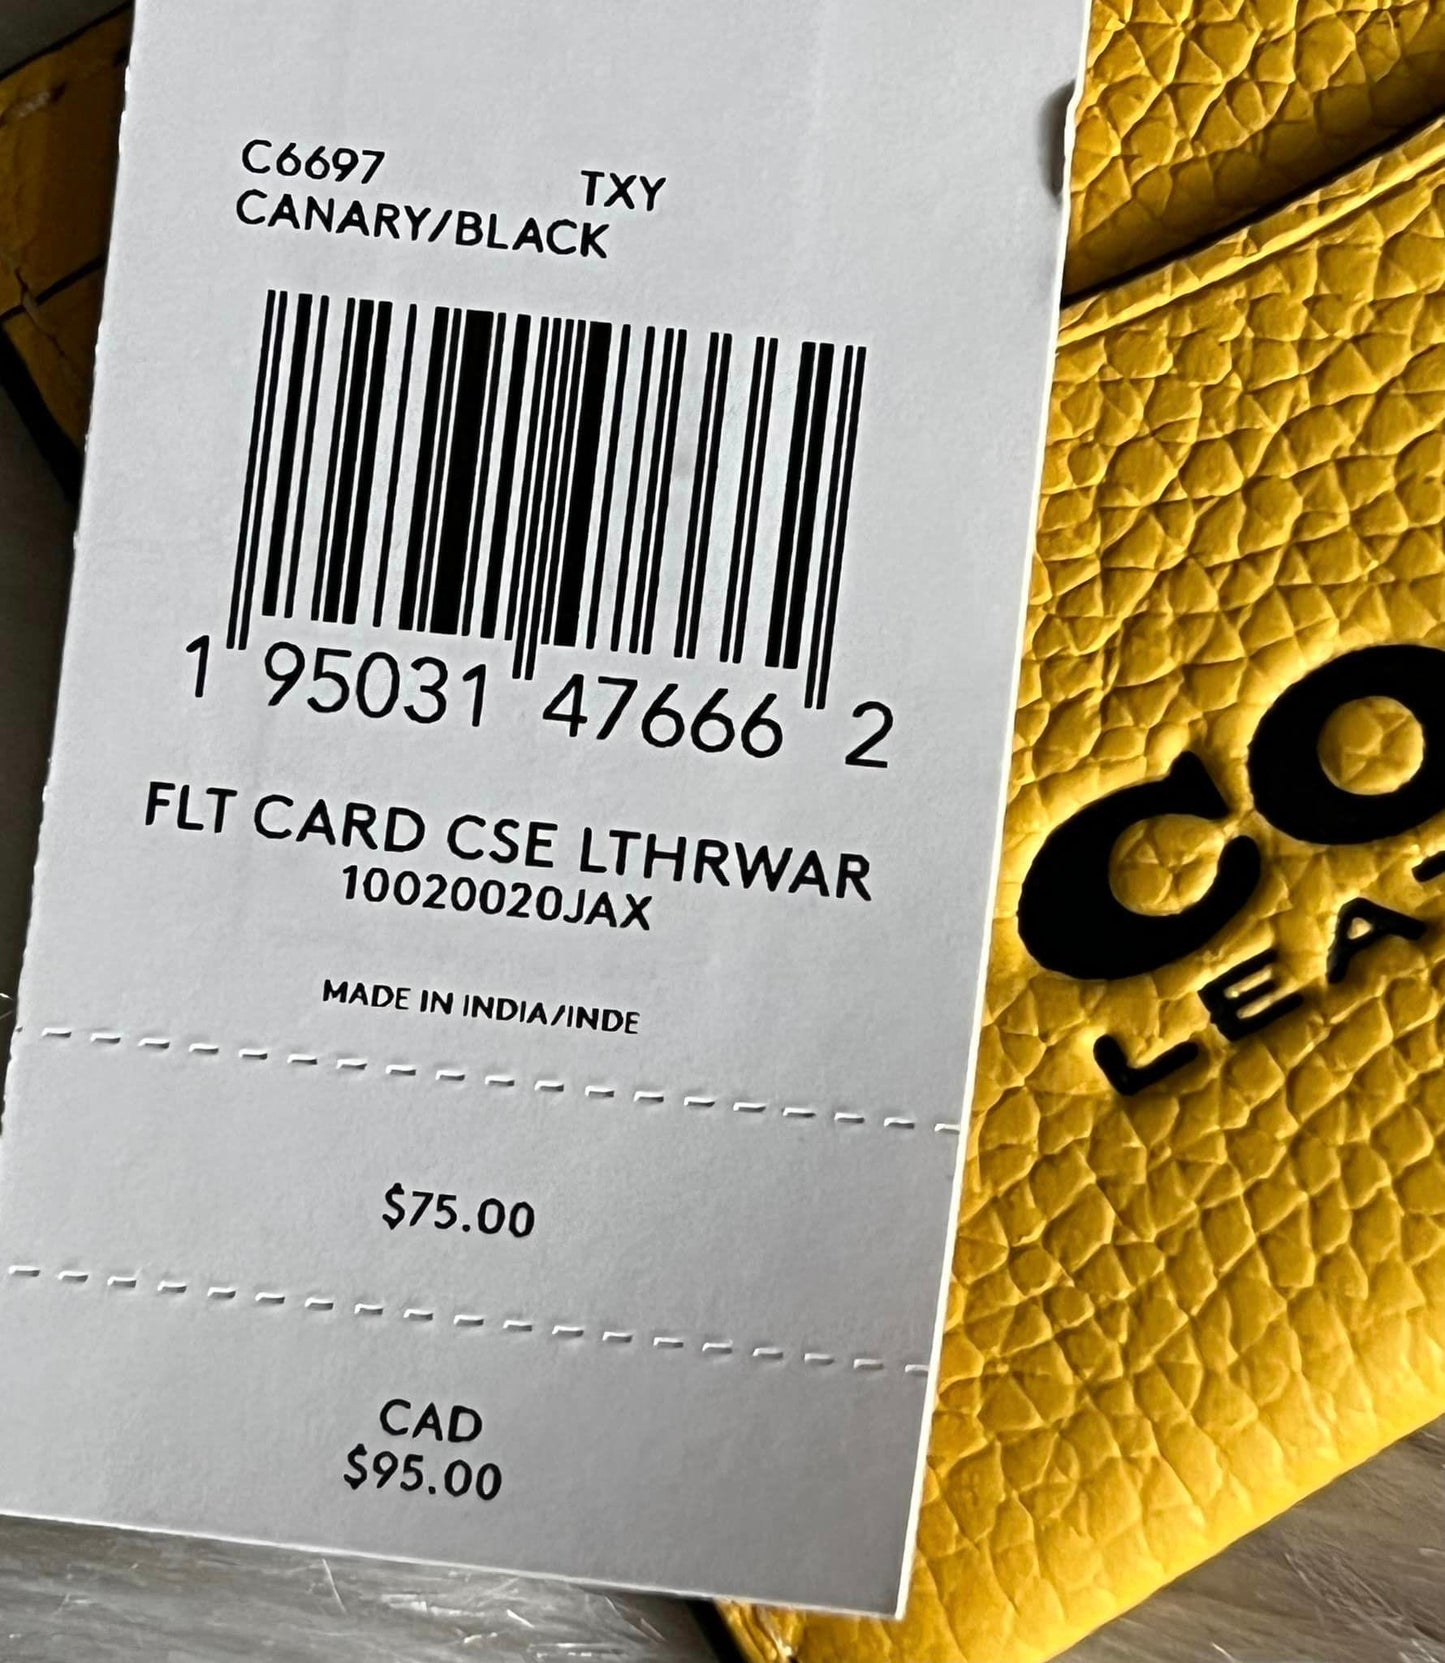 C6697 TXY
CANARY/BLACK
1 95031 47666 2
FLT CARD CSE LTHRWAR
10020020JAX
MADE IN INDIA/INDE
$75.00
CAD
$95.00
CO
LEA